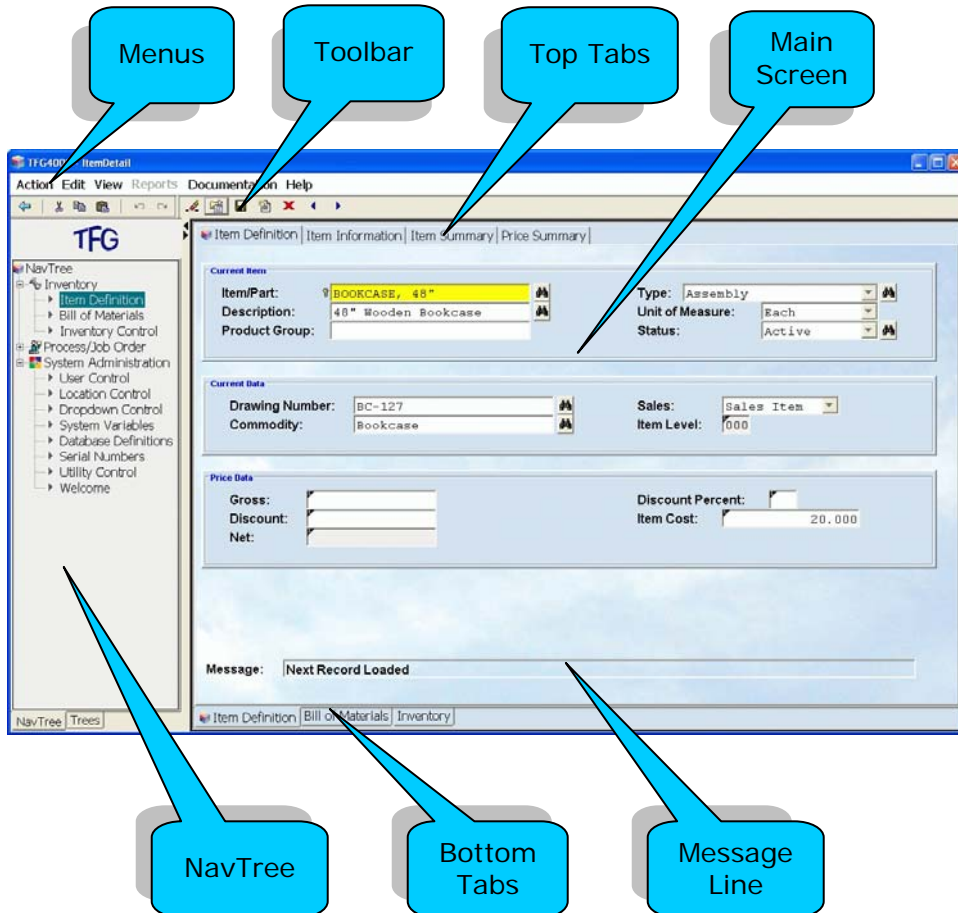 Menus
Toolbar
Top Tabs
Main
Screen
ItemDetail
Action Edit View Reports Documentation Help
TFG
Item Definition Item Information Item Summary Price Summary
NavTree
Inventory
Item Definition
Bill of Materials
Inventory Control
Process/Job Order
System Administration
User Control
Location Control
Dropdown Control
System Variables
Database Definitions
Serial Numbers
Utility Control
Welcome
Current Item
Item/Part: BOOKCASE, 48" Type: Assembly
Description: 48" Wooden Bookcase Unit of Measure: Each
Product Group: Status: Active
Current Data
Drawing Number: BC-127 Sales: Sales Item
Commodity: Bookcase Item Level: 000
Price Data
Gross: Discount Percent:
Discount: Item Cost: 20.000
Net:
Message: Next Record Loaded
NavTree Trees
Item Definition Bill of Materials Inventory
NavTree
Bottom
Tabs
Message
Line